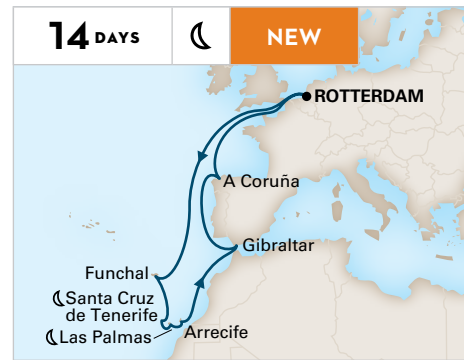 14 DAYS
NEW
ROTTERDAM
A Coruña
Gibraltar
Funchal
Santa Cruz
de Tenerife
Las Palmas
Arrecife